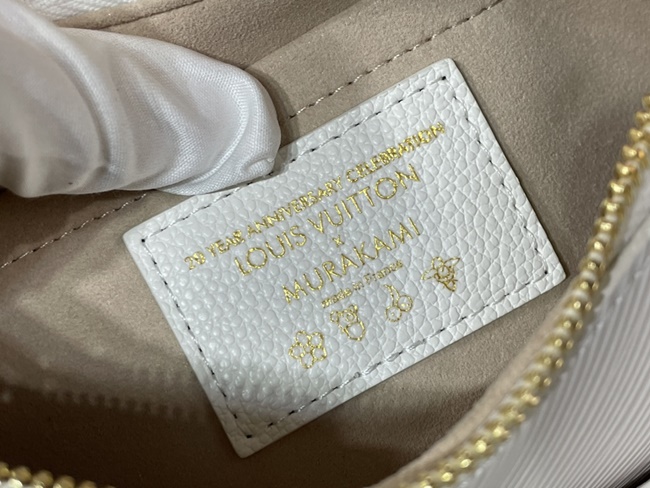 20 YEAR ANNIVERSARY CELEBRATION
LOUIS VUITTON
x
MURAKAMI
made in France